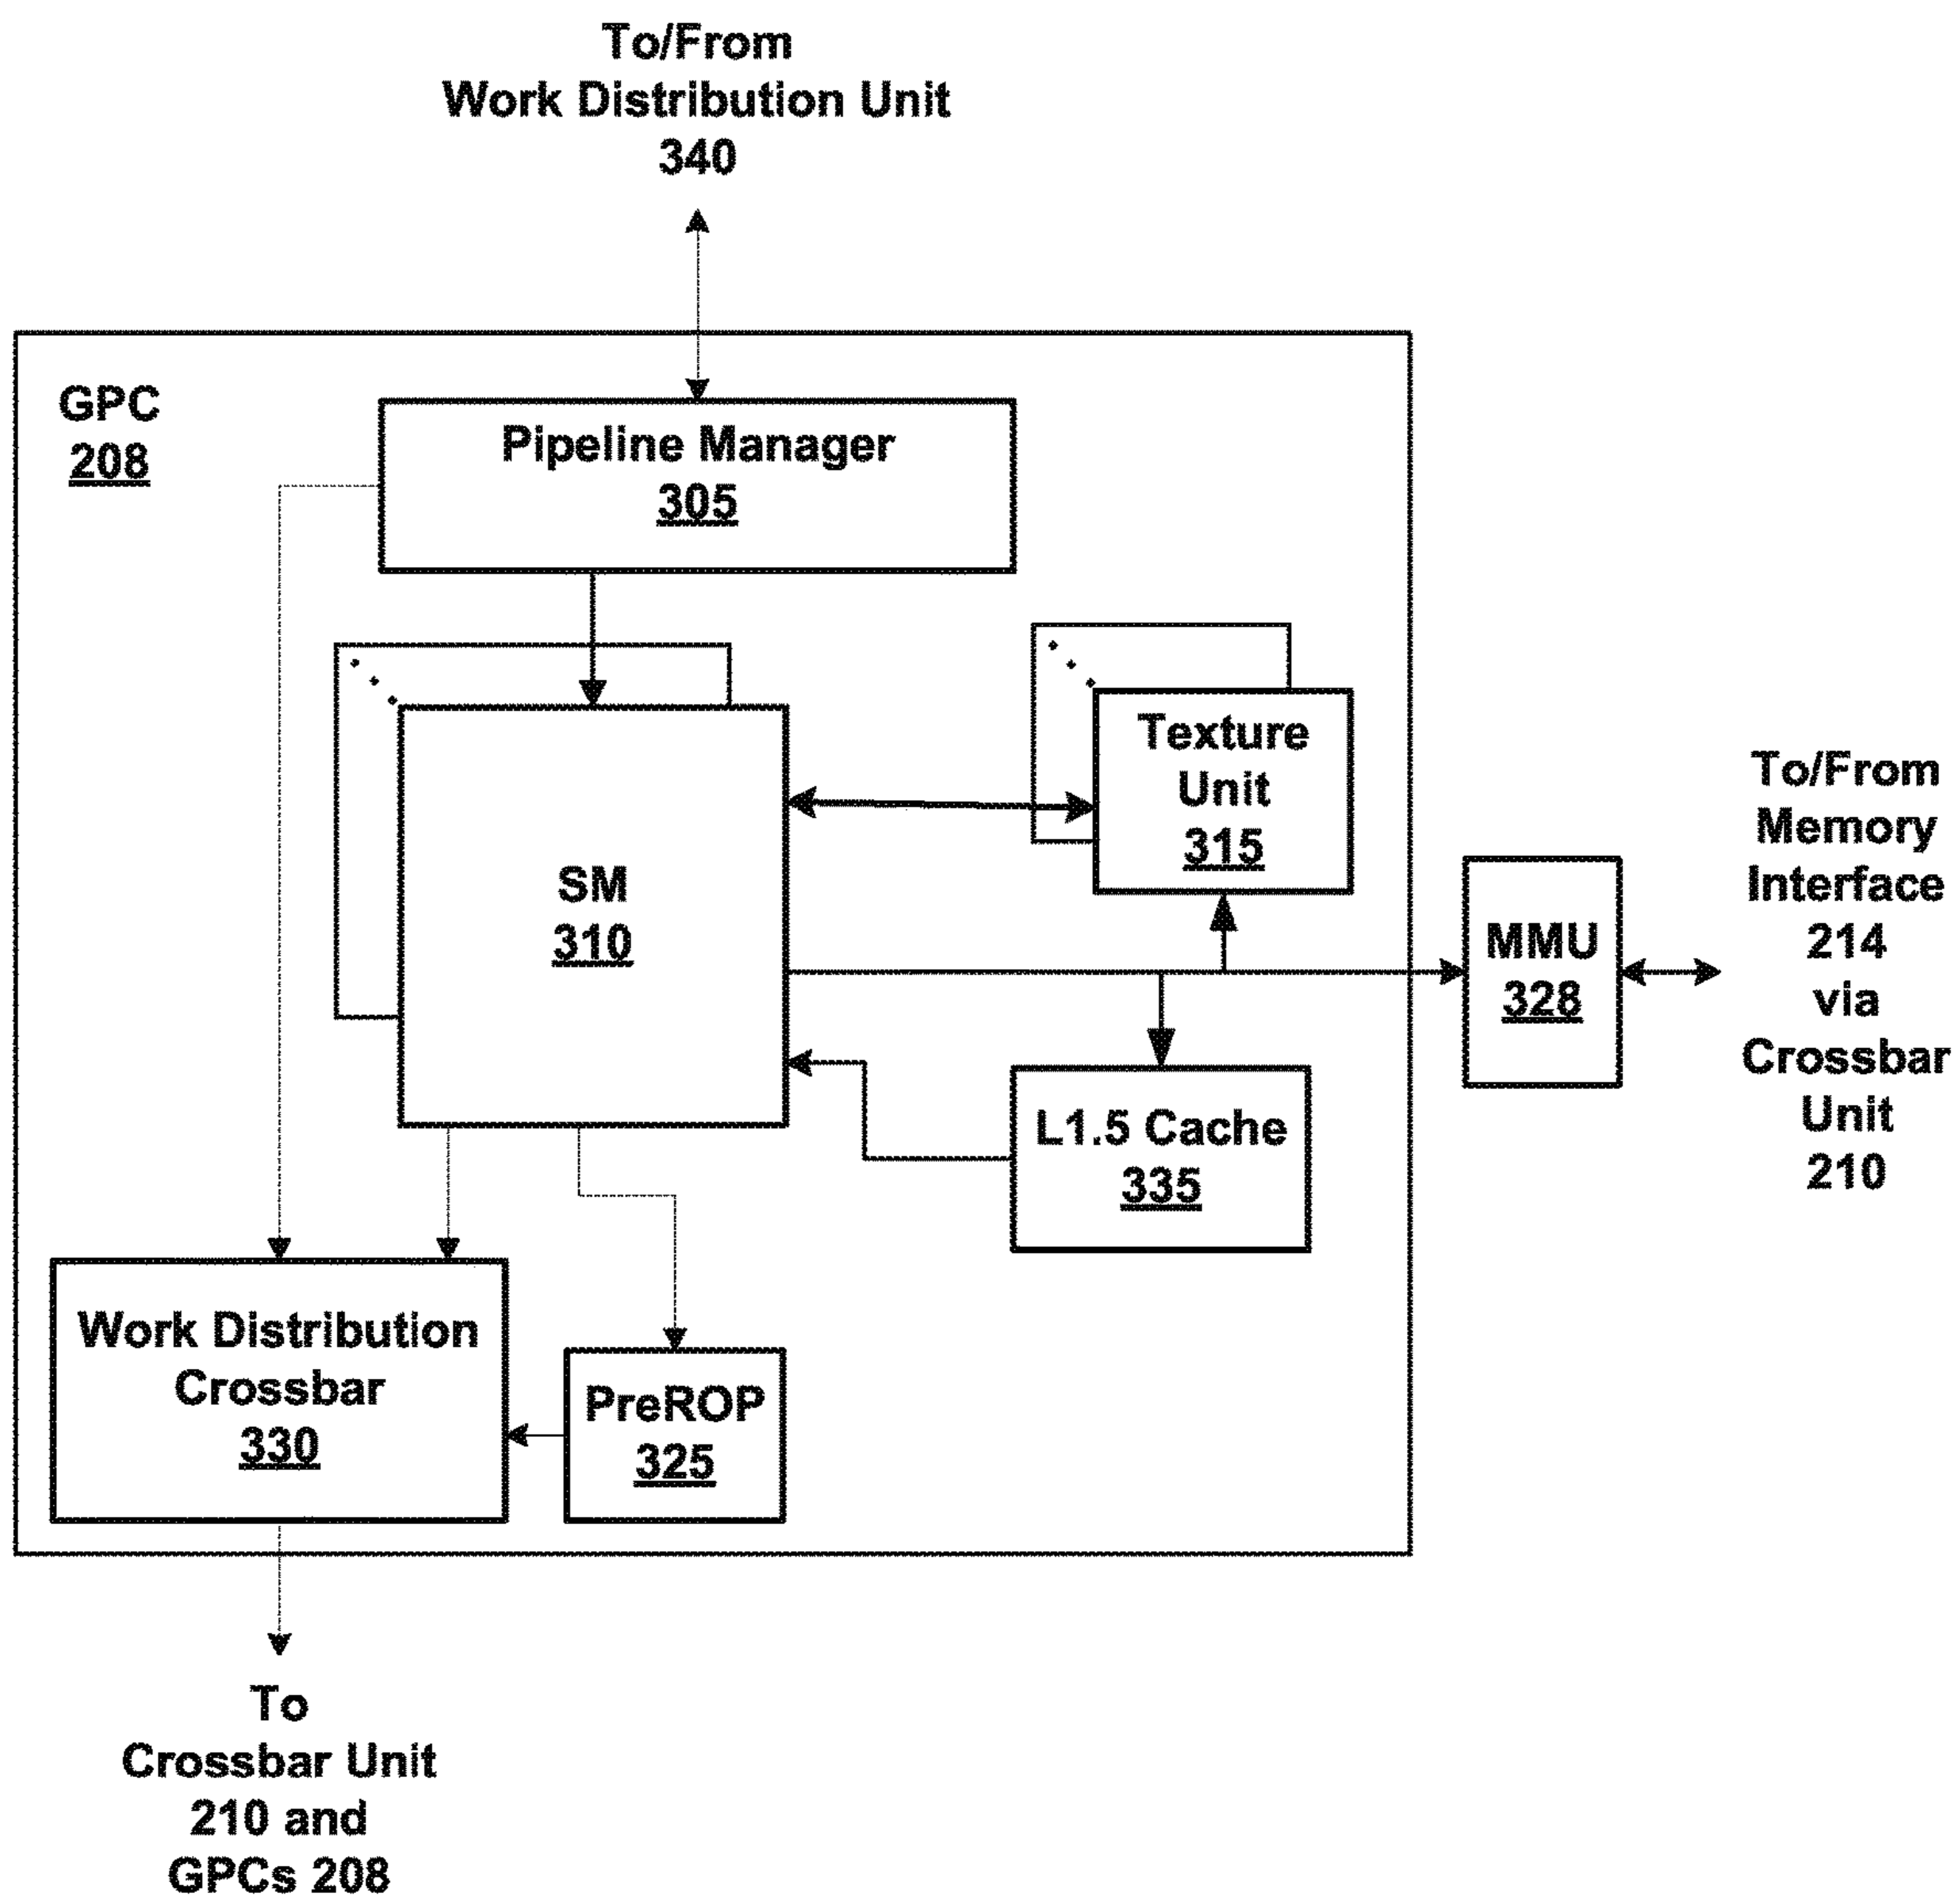 To/From
Work Distribution Unit
340
GPC
208
Pipeline Manager
305
Texture
Unit
315
SM
310
MMU
328
To/From
Memory
Interface
214
via
Crossbar
Unit
210
L1.5 Cache
335
Work Distribution
Crossbar
330
PreROP
325
To
Crossbar Unit
210 and
GPCs 208